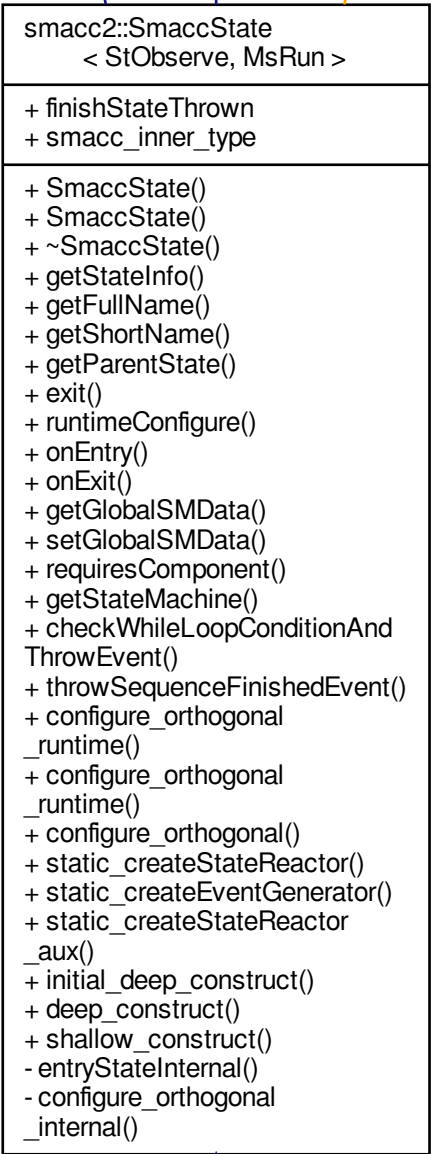 smacc2::SmaccState
< StObserve, MsRun >
+ finishStateThrown
+ smacc_inner_type
+ SmaccState()
+ SmaccState()
+ ~SmaccState()
+ getStateInfo()
+ getFullName()
+ getShortName()
+ getParentState()
+ exit()
+ runtimeConfigure()
+ onEntry()
+ onExit()
+ getGlobalSMData()
+ setGlobalSMData()
+ requiresComponent()
+ getStateMachine()
+ checkWhileLoopConditionAnd
ThrowEvent()
+ throwSequenceFinishedEvent()
+ configure_orthogonal
_runtime()
+ configure_orthogonal
_runtime()
+ configure_orthogonal()
+ static_createStateReactor()
+ static_createEventGenerator()
+ static_createStateReactor
_aux()
+ initial_deep_construct()
+ deep_construct()
+ shallow_construct()
- entryStateInternal()
- configure_orthogonal
_internal()